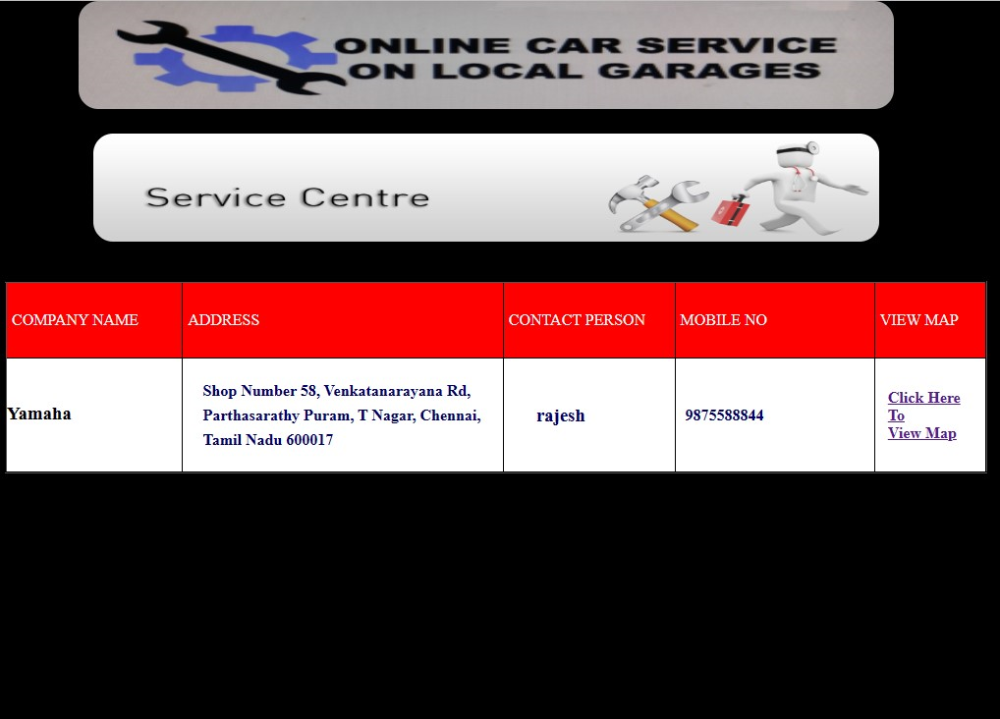 ONLINE CAR SERVICE
ON LOCAL GARAGES
Service Centre
COMPANY NAME
ADDRESS
CONTACT PERSON
MOBILE NO
VIEW MAP
Yamaha
Shop Number 58, Venkatanarayana Rd,
Parthasarathy Puram, T Nagar, Chennai,
Tamil Nadu 600017
rajesh
9875588844
Click Here
To
View Map